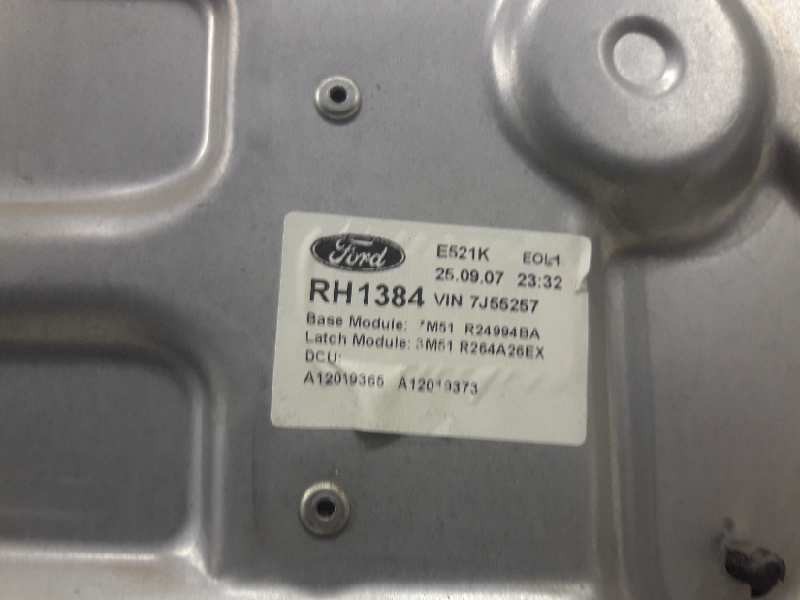 Ford
E521K EOL1
25.09.07 23:32
RH1384 VIN 7J55257
Base Module: 7M51 R24994BA
Latch Module: 3M51 R264A26EX
DCU:
A12019365 A12019373